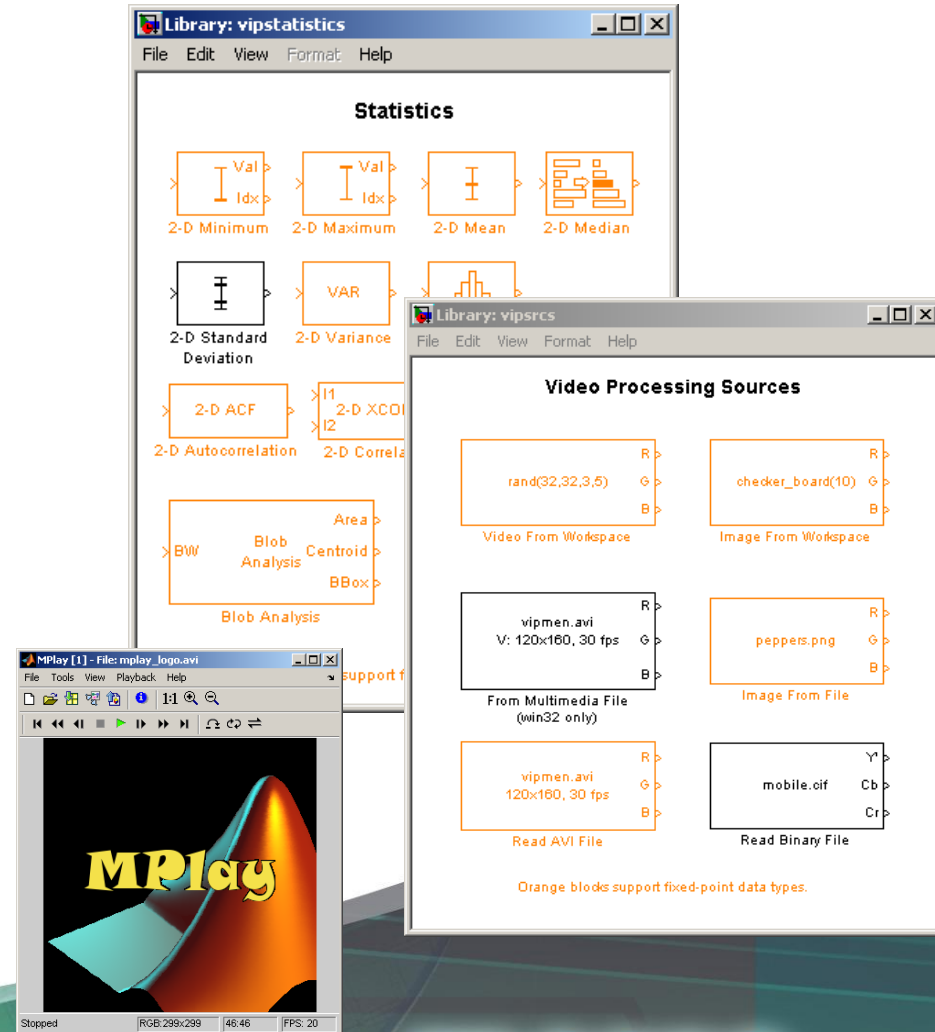 Library: vipstatistics
File Edit View Format Help
Statistics
Val
Idx
2-D Minimum
Val
Idx
2-D Maximum
2-D Mean
2-D Median
2-D Standard
Deviation
VAR
2-D Variance
2-D ACF
2-D Autocorrelation
I1
I2
2-D XCO
2-D Correla
BW
Blob
Analysis
Area
Centroid
BBox
Blob Analysis
support f
Library: vipsrcs
File Edit View Format Help
Video Processing Sources
rand(32,32,3,5)
R
G
B
Video From Workspace
checker_board(10)
R
G
B
Image From Workspace
vipmen.avi
V: 120x160, 30 fps
R
G
B
From Multimedia File
(win32 only)
peppers.png
R
G
B
Image From File
vipmen.avi
120x160, 30 fps
R
G
B
Read AVI File
mobile.cif
Y'
Cb
Cr
Read Binary File
Orange blocks support fixed-point data types.
MPlay [1] - File: mplay_logo.avi
File Tools View Playback Help
1:1
MPlay
Stopped
RGB:299x299
46:46
FPS: 20